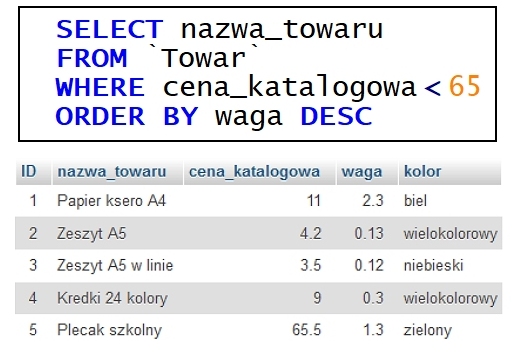 SELECT nazwa_towaru
FROM `Towar`
WHERE cena_katalogowa < 65
ORDER BY waga DESC
ID nazwa_towaru cena_katalogowa waga kolor
1 Papier ksero A4 11 2.3 biel
2 Zeszyt A5 4.2 0.13 wielokolorowy
3 Zeszyt A5 w linie 3.5 0.12 niebieski
4 Kredki 24 kolory 9 0.3 wielokolorowy
5 Plecak szkolny 65.5 1.3 zielony